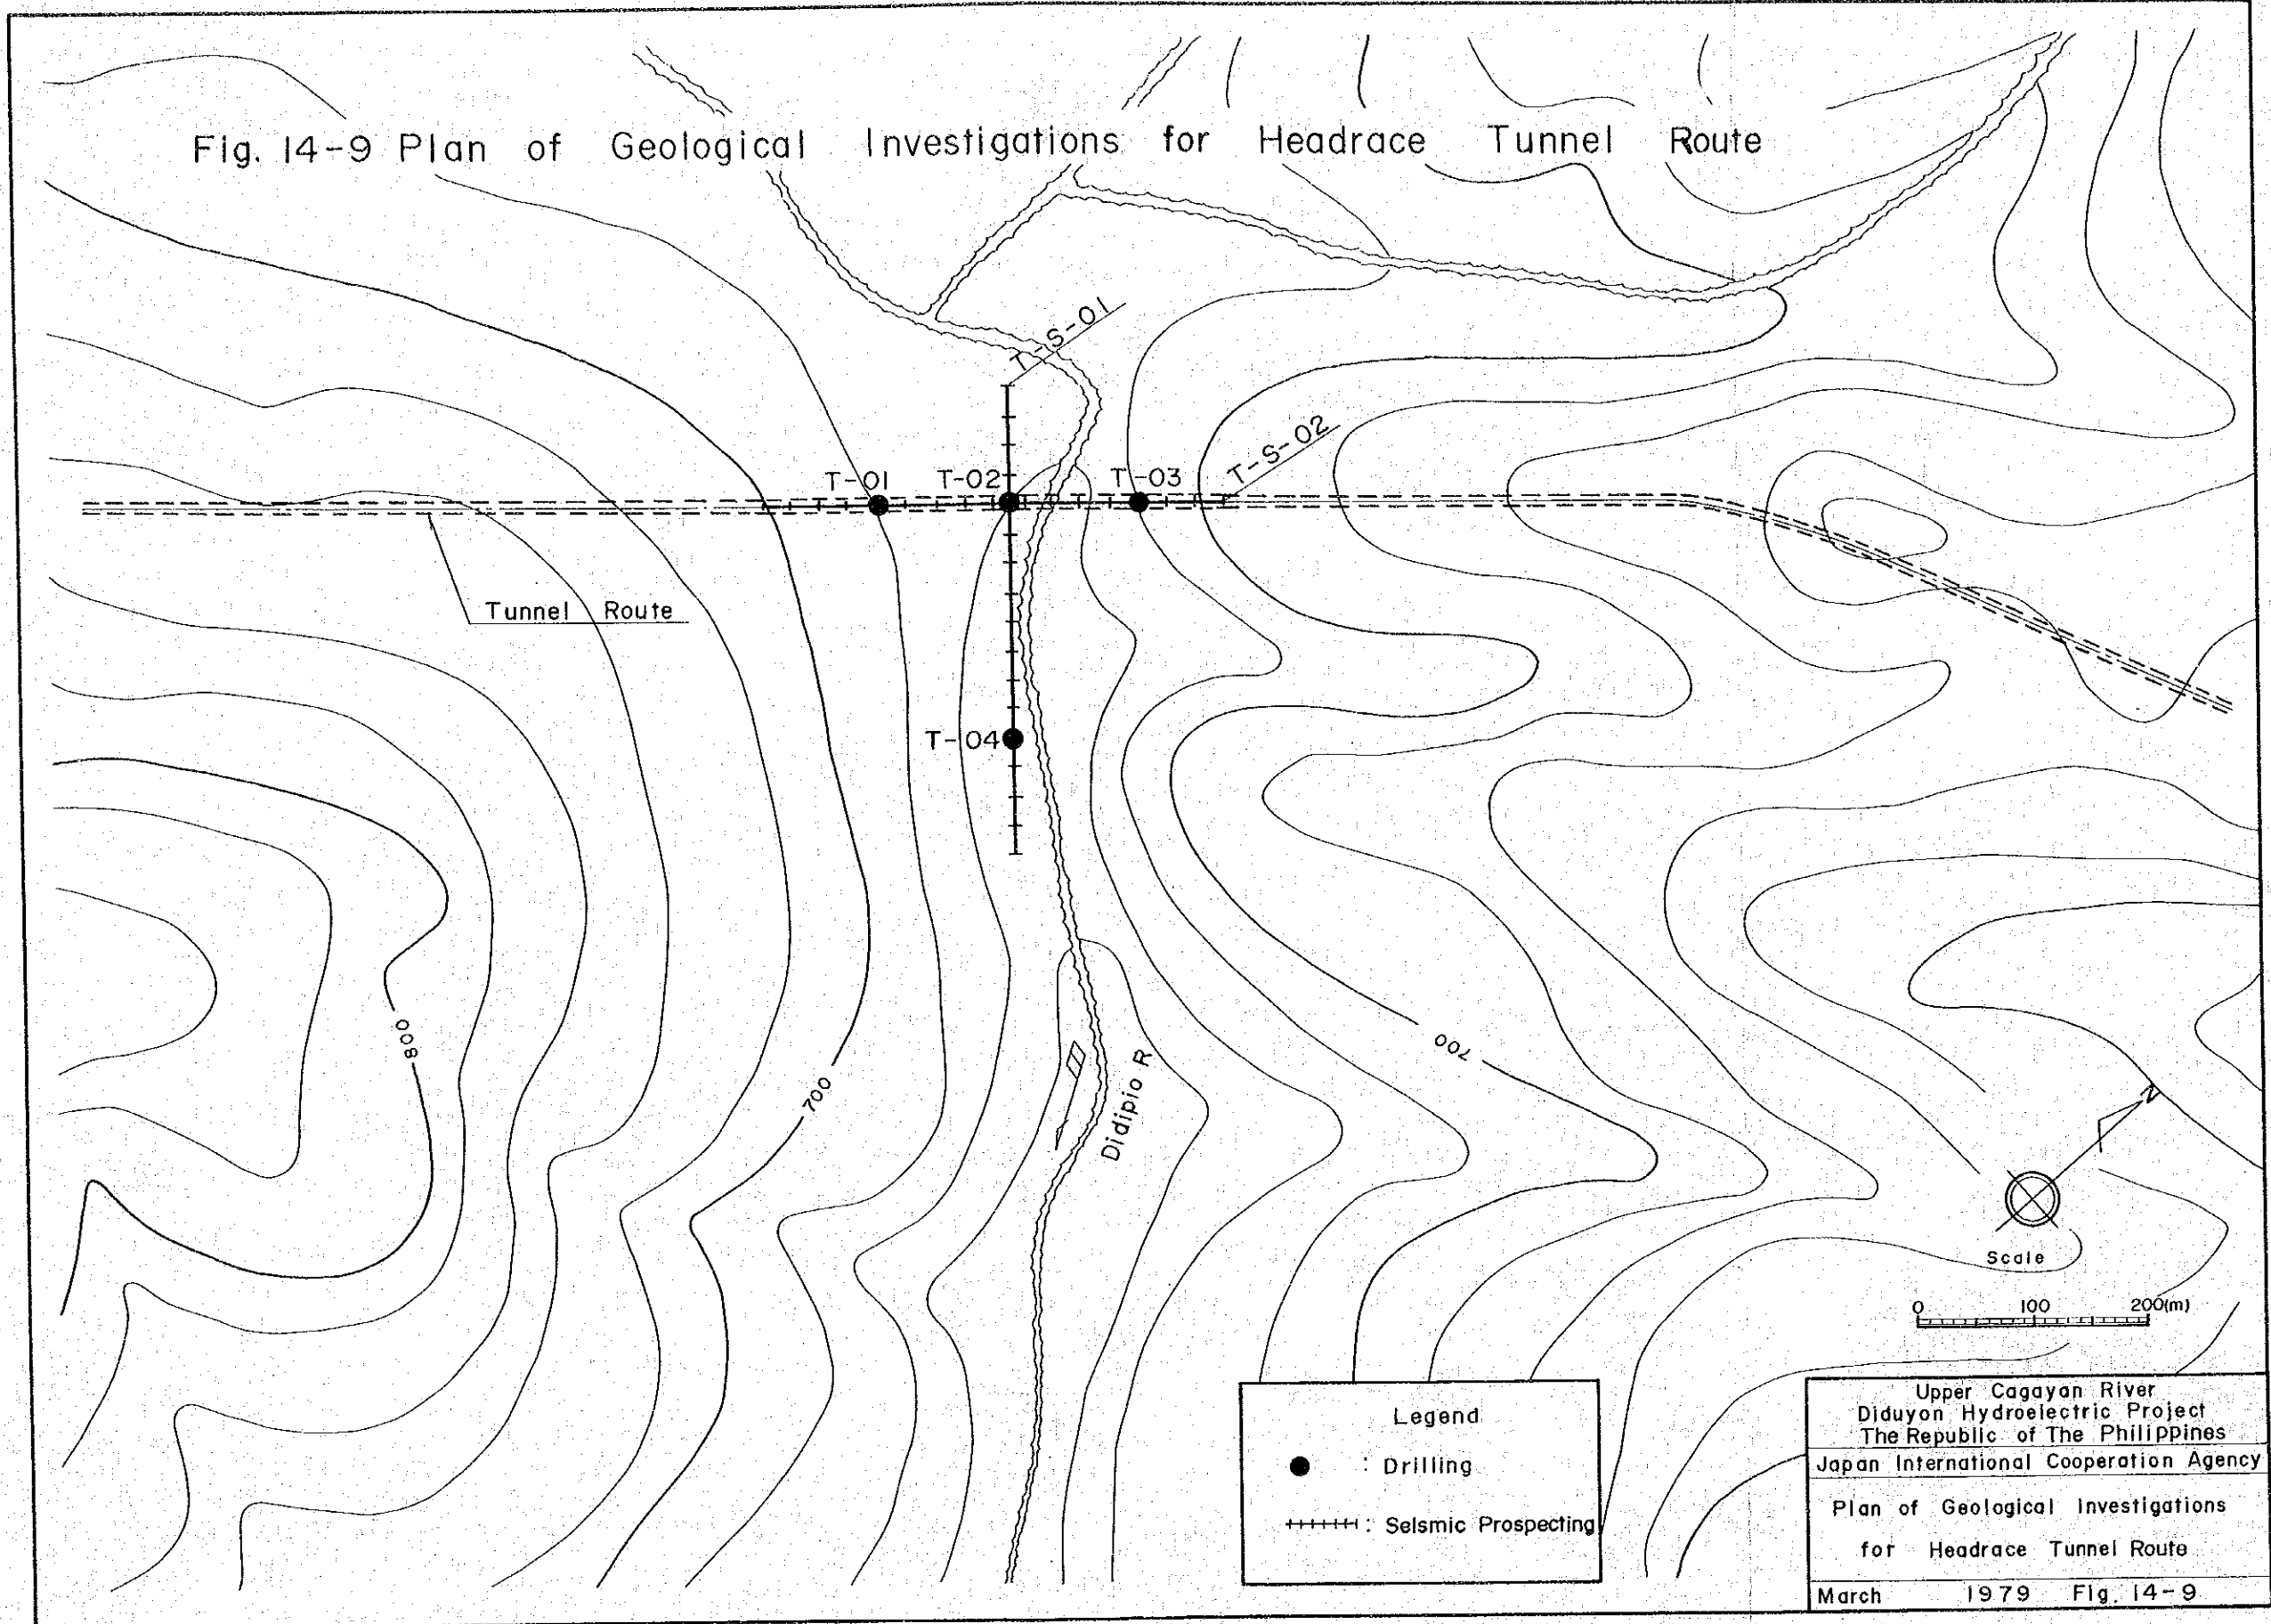 Fig. 14-9 Plan of Geological Investigations for Headrace Tunnel Route
T-S-01
T-S-02
T-01
T-02
T-03
Tunnel Route
T-04
800
700
700
Didipio R
N
Scale
0 100 200(m)
Legend
: Drilling
: Seismic Prospecting
Upper Cagayan River
Diduyon Hydroelectric Project
The Republic of The Philippines
Japan International Cooperation Agency
Plan of Geological Investigations
for Headrace Tunnel Route
March 1979 Fig. 14-9